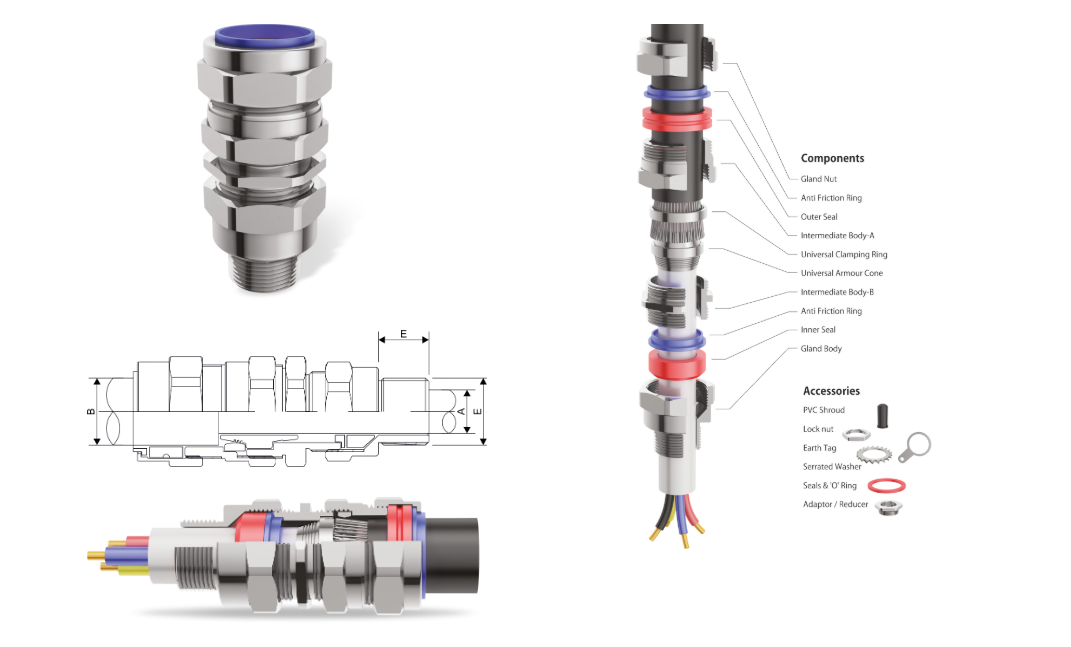 E
B
A
E
Components
Gland Nut
Anti Friction Ring
Outer Seal
Intermediate Body-A
Universal Clamping Ring
Universal Armour Cone
Intermediate Body-B
Anti Friction Ring
Inner Seal
Gland Body
Accessories
PVC Shroud
Lock nut
Earth Tag
Serrated Washer
Seals & 'O' Ring
Adaptor / Reducer